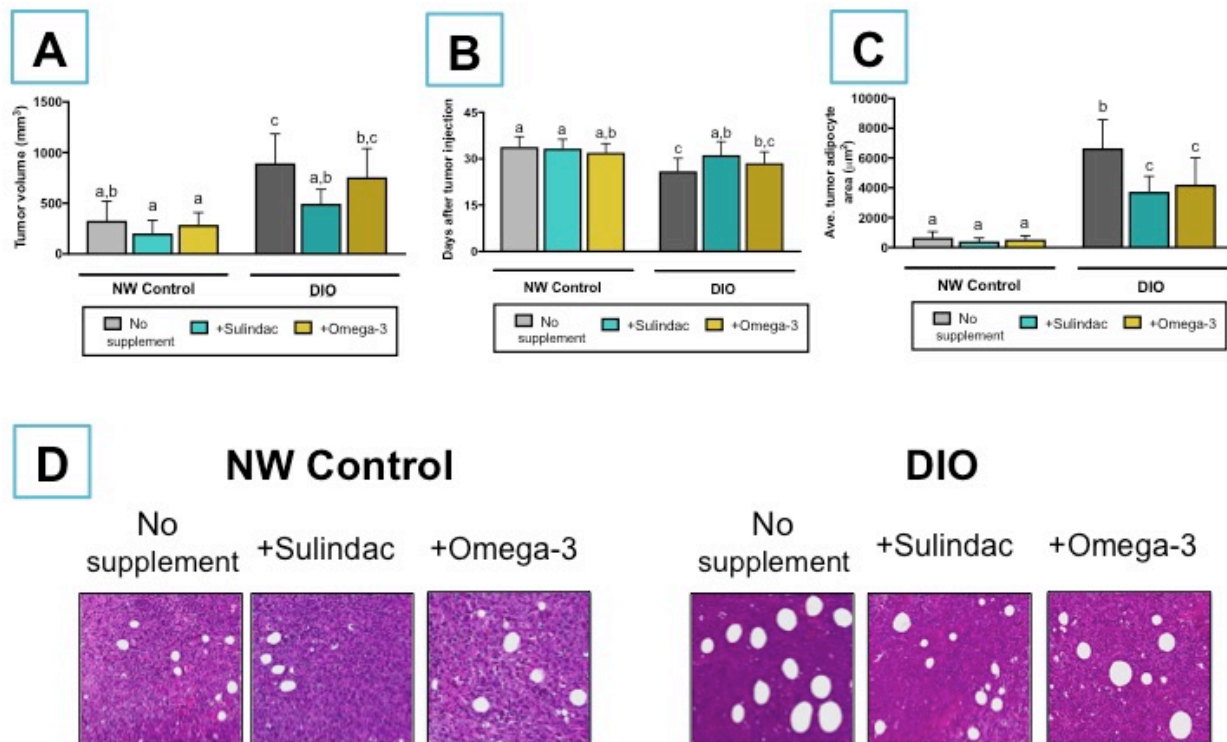 A
B
C
Tumor volume (mm³)
1500
1000
500
0
a,b
a
a
c
a,b
b,c
NW Control
DIO
No supplement
+Sulindac
+Omega-3
Days after tumor injection
45
30
15
0
a
a
a,b
c
a,b
b,c
NW Control
DIO
No supplement
+Sulindac
+Omega-3
Ave. tumor adipocyte
area (μm²)
10000
8000
6000
4000
2000
0
a
a
a
b
c
c
NW Control
DIO
No supplement
+Sulindac
+Omega-3
D
NW Control
DIO
No
supplement
+Sulindac
+Omega-3
No
supplement
+Sulindac
+Omega-3